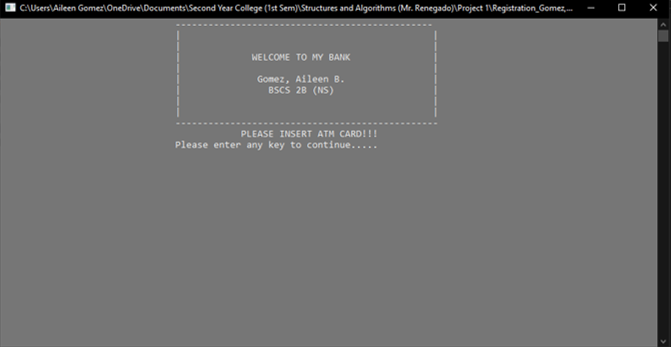 C:\Users\Aileen Gomez\OneDrive\Documents\Second Year College (1st Sem)\Structures and Algorithms (Mr. Renegado)\Project 1\Registration_Gomez,...
WELCOME TO MY BANK
Gomez, Aileen B.
BSCS 2B (NS)
PLEASE INSERT ATM CARD!!!
Please enter any key to continue.....